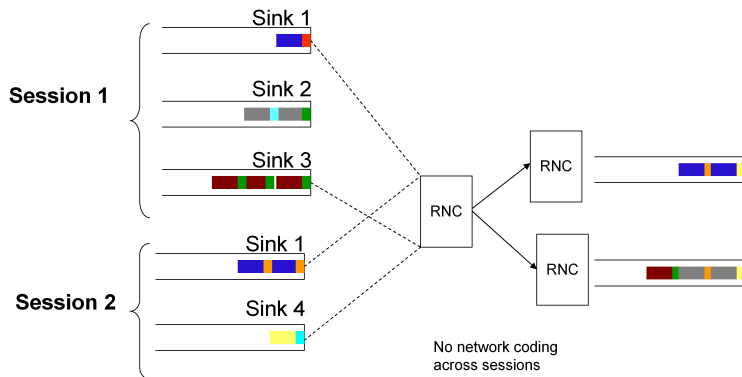 Session 1
Sink 1
Sink 2
Sink 3
Session 2
Sink 1
Sink 4
RNC
RNC
RNC
No network coding
across sessions